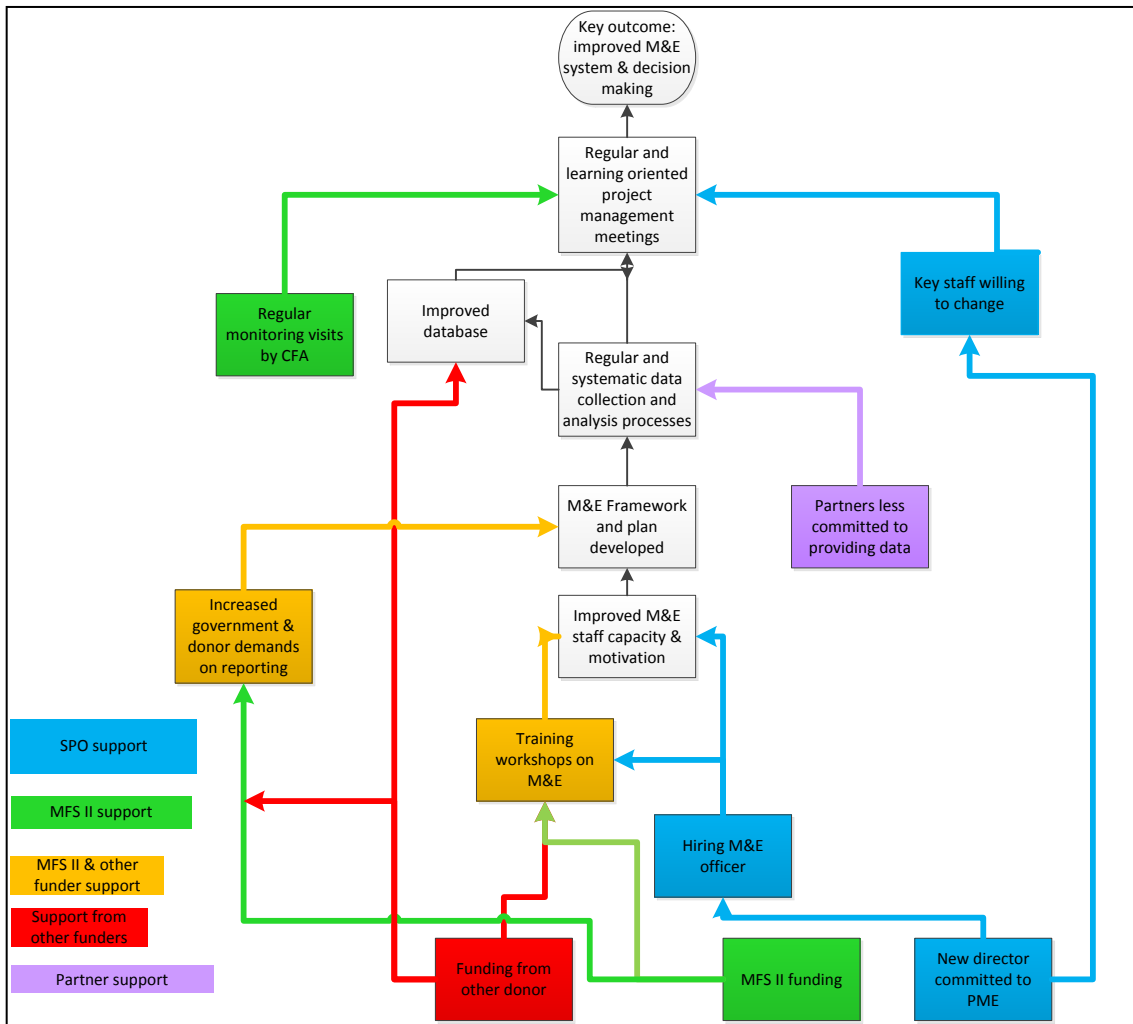 Key outcome:
improved M&E
system & decision
making
Regular and
learning oriented
project
management
meetings
Key staff willing
to change
Regular
monitoring visits
by CFA
Improved
database
Regular and
systematic data
collection and
analysis processes
M&E Framework
and plan
developed
Partners less
committed to
providing data
Increased
government &
donor demands
on reporting
Improved M&E
staff capacity &
motivation
Training
workshops on
M&E
Hiring M&E
officer
SPO support
MFS II support
MFS II & other
funder support
Support from
other funders
Partner support
Funding from
other donor
MFS II funding
New director
committed to
PME